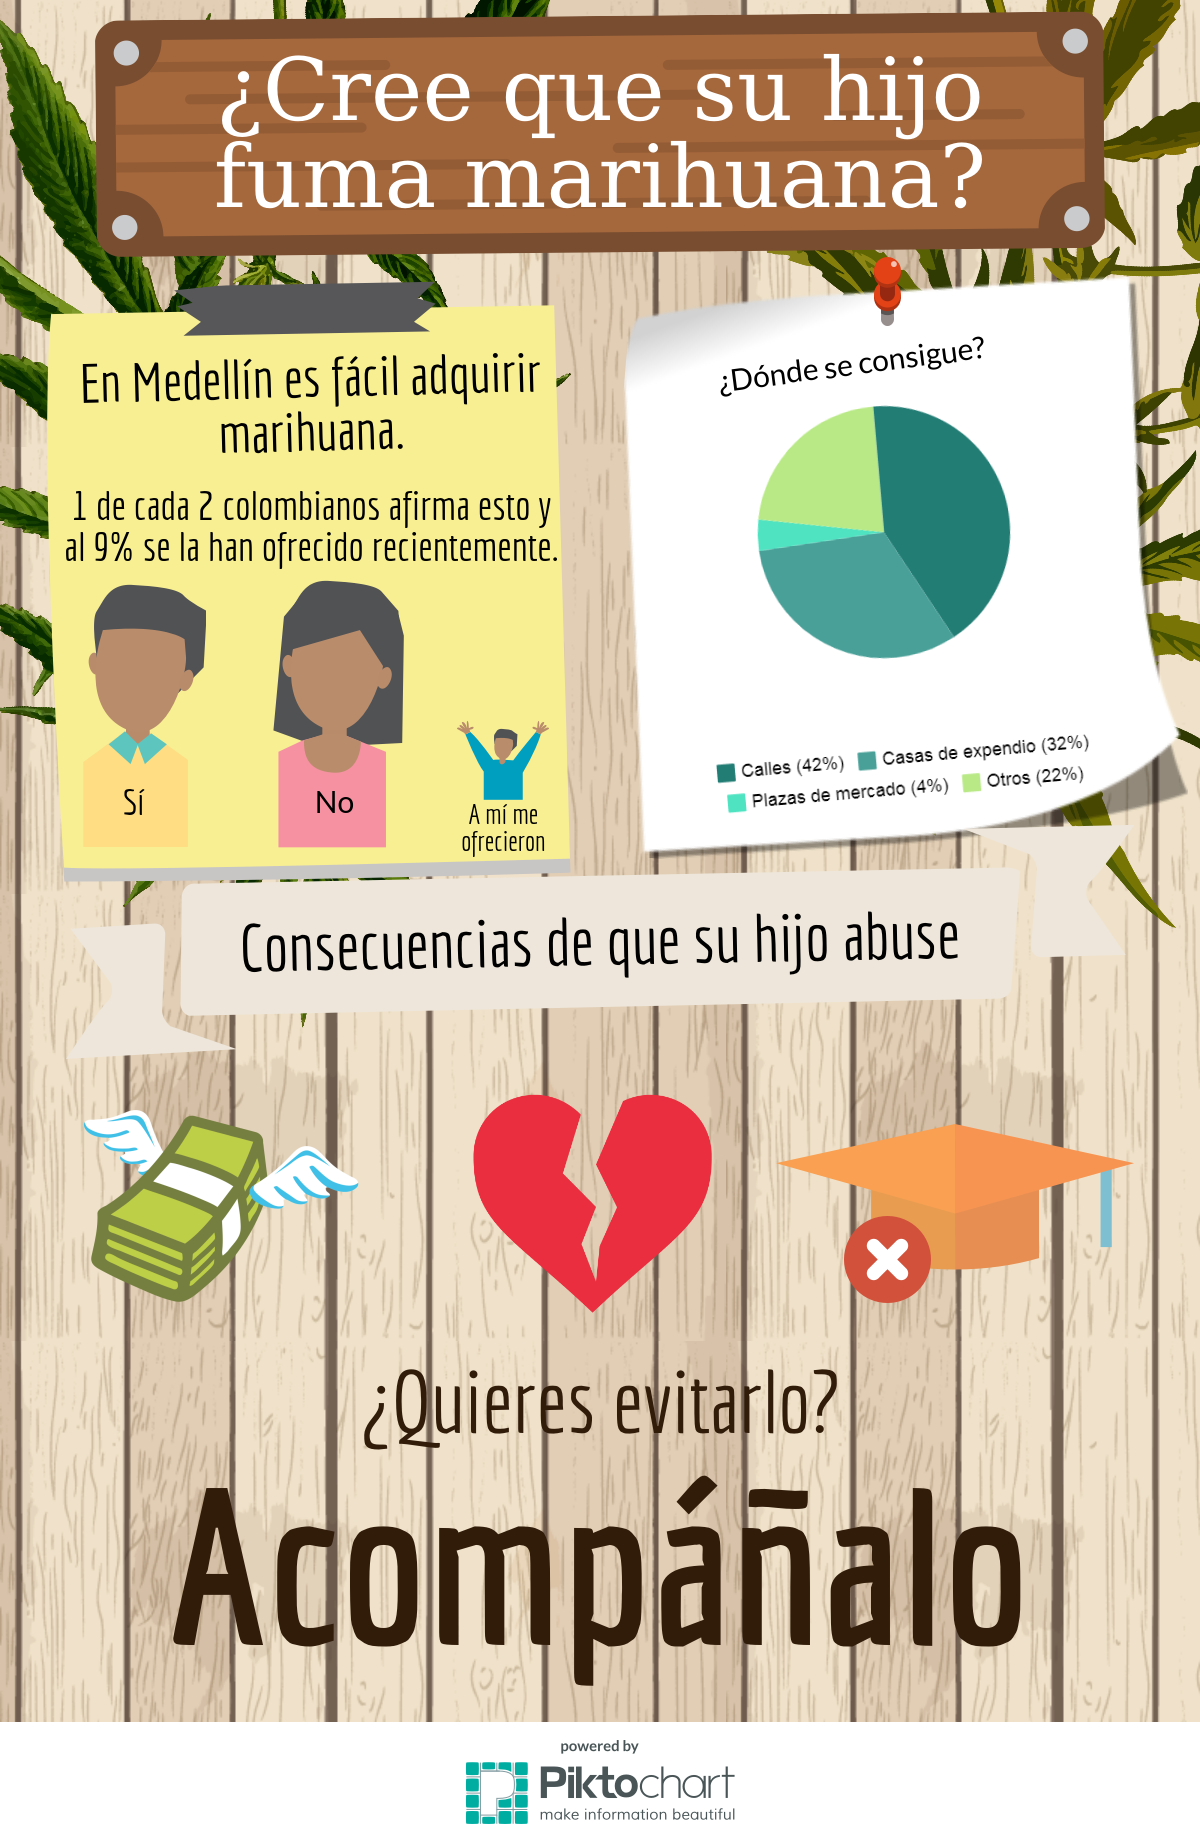 ¿Cree que su hijo
fuma marihuana?
En Medellín es fácil adquirir
marihuana.
1 de cada 2 colombianos afirma esto y
al 9% se la han ofrecido recientemente.
Sí
No
A mí me
ofrecieron
¿Dónde se consigue?
Calles (42%) Casas de expendio (32%)
Plazas de mercado (4%) Otros (22%)
Consecuencias de que su hijo abuse
¿Quieres evitarlo?
Acompáñalo
powered by
Piktochart
make information beautiful